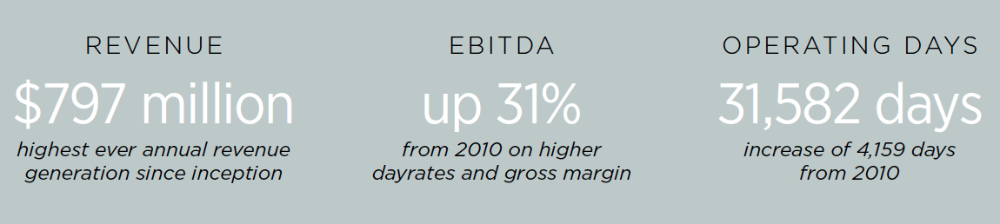 REVENUE
$797 million
highest ever annual revenue
generation since inception
EBITDA
up 31%
from 2010 on higher
dayrates and gross margin
OPERATING DAYS
31,582 days
increase of 4,159 days
from 2010